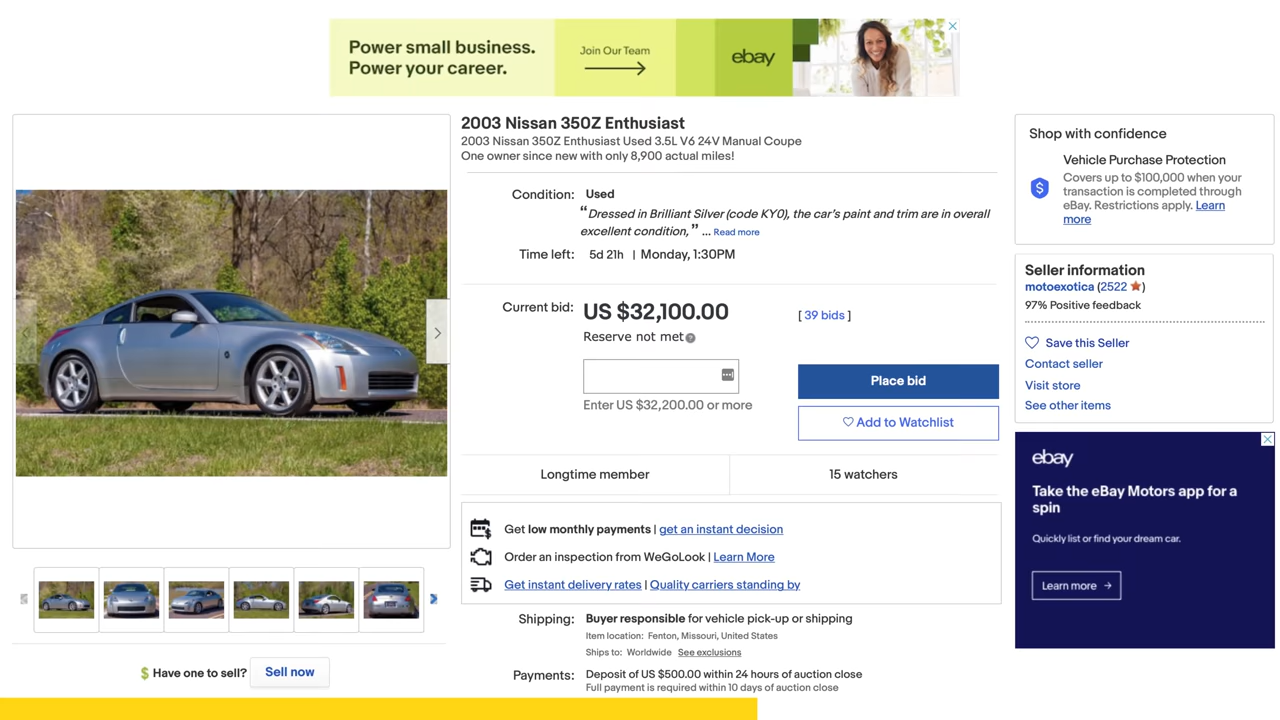 Power small business.
Power your career.
Join Our Team
ebay
2003 Nissan 350Z Enthusiast
2003 Nissan 350Z Enthusiast Used 3.5L V6 24V Manual Coupe
One owner since new with only 8,900 actual miles!
Condition: Used
“Dressed in Brilliant Silver (code KY0), the car’s paint and trim are in overall
excellent condition,” ... Read more
Time left: 5d 21h | Monday, 1:30PM
Current bid: US $32,100.00 [ 39 bids ]
Reserve not met
Place bid
Enter US $32,200.00 or more
Add to Watchlist
Longtime member 15 watchers
Get low monthly payments | get an instant decision
Order an inspection from WeGoLook | Learn More
Get instant delivery rates | Quality carriers standing by
Shipping: Buyer responsible for vehicle pick-up or shipping
Item location: Fenton, Missouri, United States
Ships to: Worldwide See exclusions
Payments: Deposit of US $500.00 within 24 hours of auction close
Full payment is required within 10 days of auction close
Have one to sell? Sell now
Shop with confidence
Vehicle Purchase Protection
Covers up to $100,000 when your
transaction is completed through
eBay. Restrictions apply. Learn
more
Seller information
motoexotica (2522)
97% Positive feedback
Save this Seller
Contact seller
Visit store
See other items
ebay
Take the eBay Motors app for a
spin
Quickly list or find your dream car.
Learn more